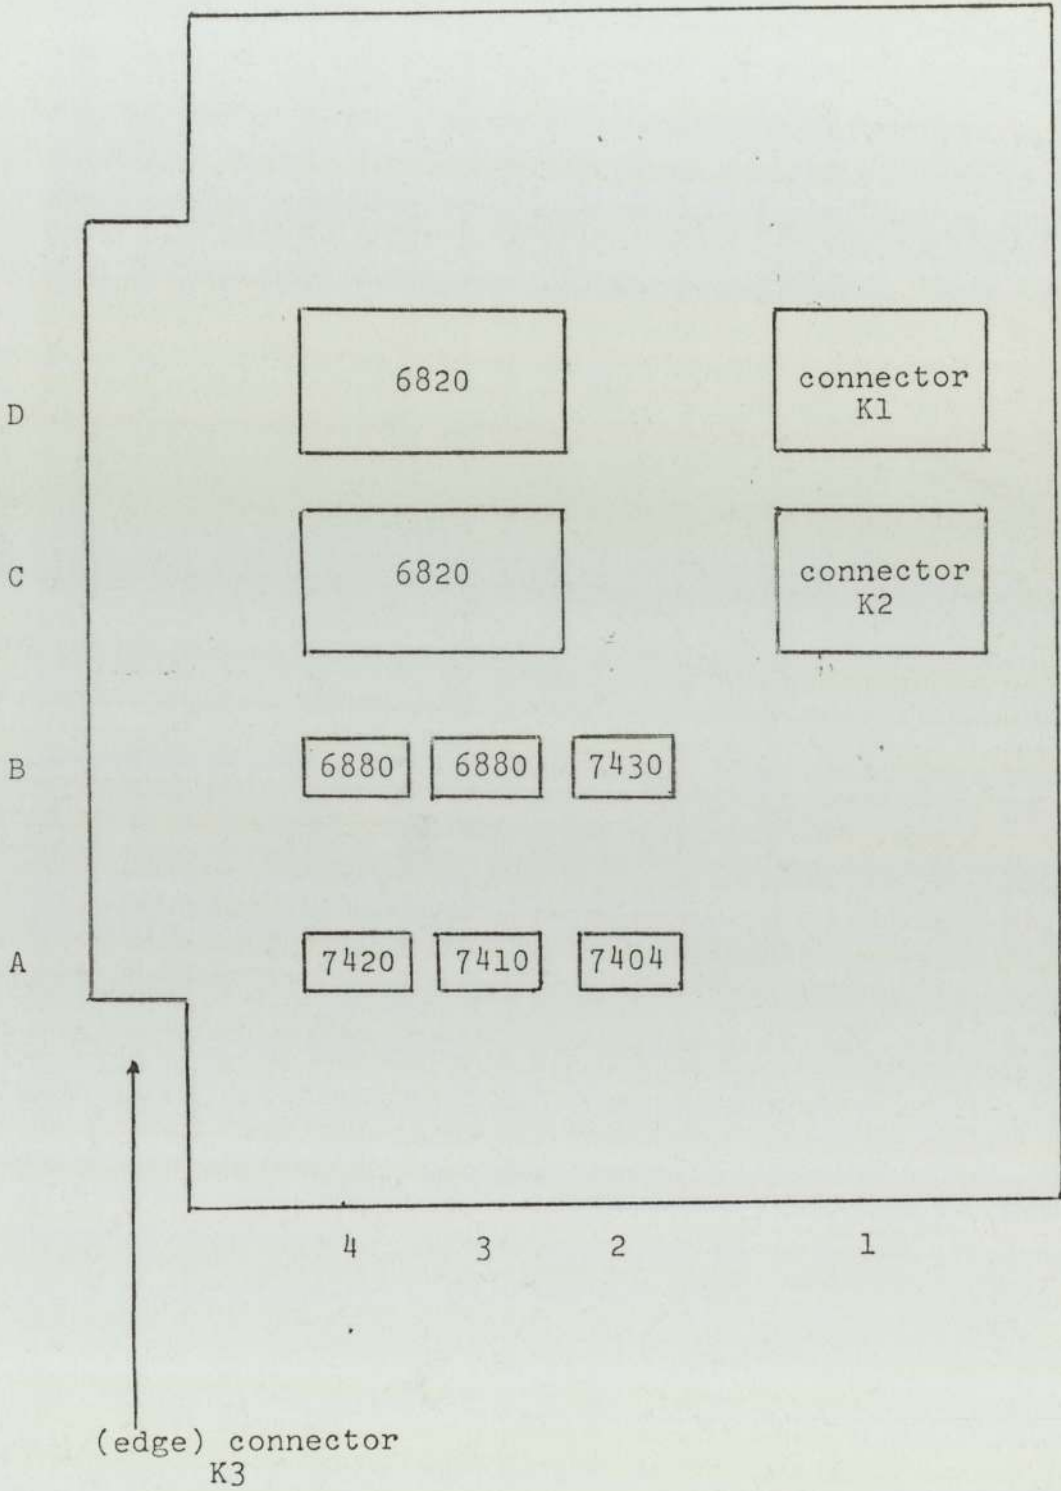 6820
connector
K1
D
6820
connector
K2
C
6880 6880 7430
B
7420 7410 7404
A
4 3 2 1
(edge) connector
K3